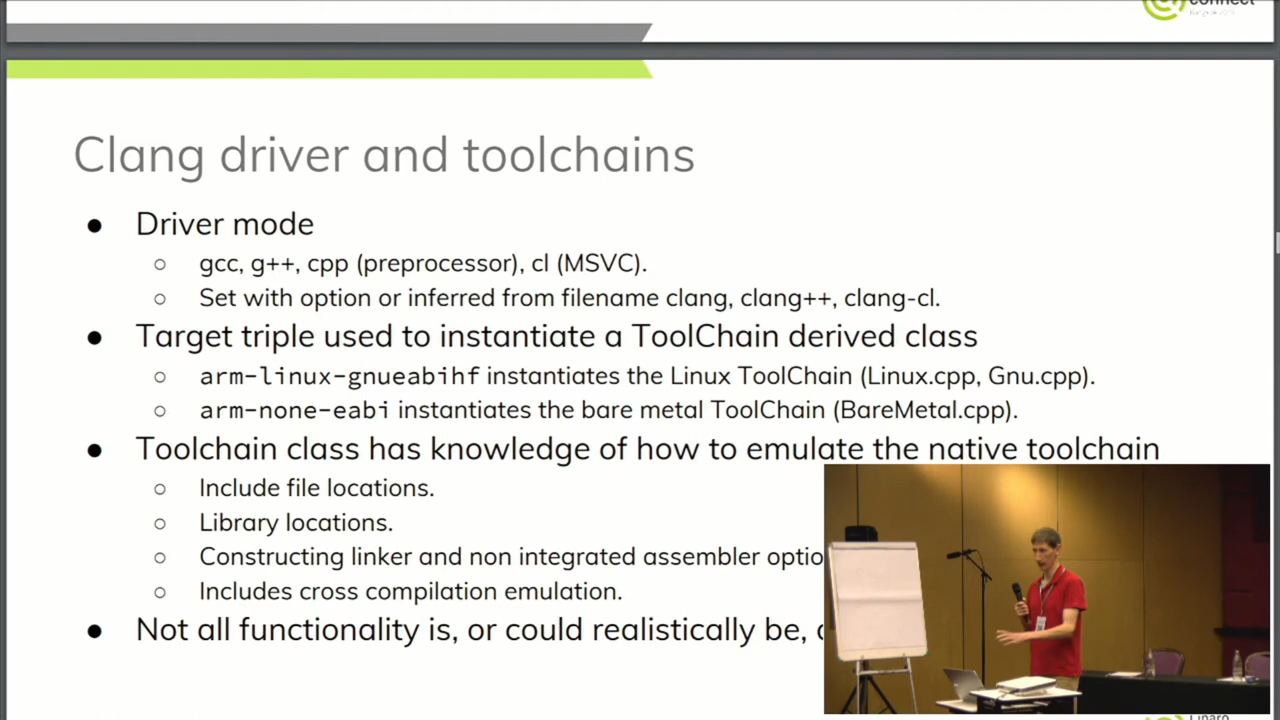 connect
Clang driver and toolchains
● Driver mode
○ gcc, g++, cpp (preprocessor), cl (MSVC).
○ Set with option or inferred from filename clang, clang++, clang-cl.
● Target triple used to instantiate a ToolChain derived class
○ arm-linux-gnueabihf instantiates the Linux ToolChain (Linux.cpp, Gnu.cpp).
○ arm-none-eabi instantiates the bare metal ToolChain (BareMetal.cpp).
● Toolchain class has knowledge of how to emulate the native toolchain
○ Include file locations.
○ Library locations.
○ Constructing linker and non integrated assembler optio
○ Includes cross compilation emulation.
● Not all functionality is, or could realistically be,
Linaro